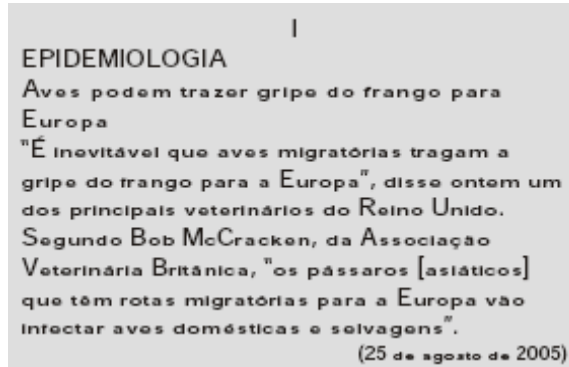 I
EPIDEMIOLOGIA
Aves podem trazer gripe do frango para
Europa
"É inevitável que aves migratórias tragam a
gripe do frango para a Europa", disse ontem um
dos principais veterinários do Reino Unido.
Segundo Bob McCracken, da Associação
Veterinária Britânica, "os pássaros [asiáticos]
que têm rotas migratórias para a Europa vão
infectar aves domésticas e selvagens".
(25 de agosto de 2005)